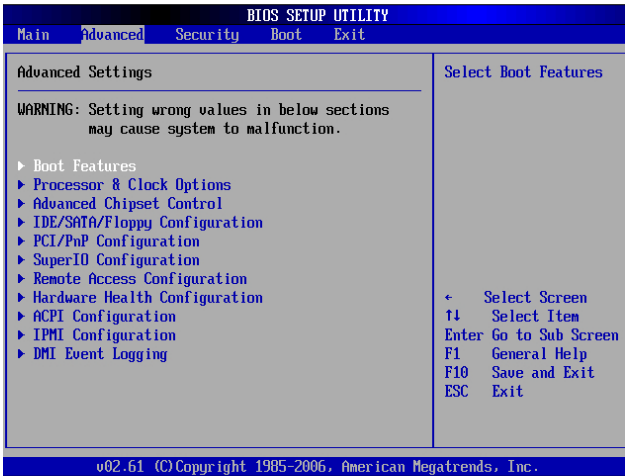 BIOS SETUP UTILITY
Main Advanced Security Boot Exit
Advanced Settings
WARNING: Setting wrong values in below sections
may cause system to malfunction.
▶ Boot Features
▶ Processor & Clock Options
▶ Advanced Chipset Control
▶ IDE/SATA/Floppy Configuration
▶ PCI/PnP Configuration
▶ SuperIO Configuration
▶ Remote Access Configuration
▶ Hardware Health Configuration
▶ ACPI Configuration
▶ IPMI Configuration
▶ DMI Event Logging
Select Boot Features
← Select Screen
↑↓ Select Item
Enter Go to Sub Screen
F1 General Help
F10 Save and Exit
ESC Exit
v02.61 (C)Copyright 1985-2006, American Megatrends, Inc.